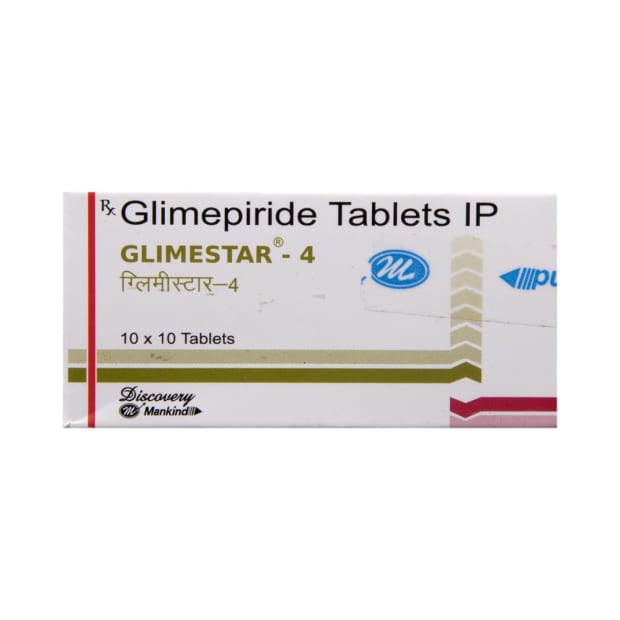 Rx Glimepiride Tablets IP
GLIMESTAR® - 4
ग्लिमीस्टार–4
10 x 10 Tablets
Discovery
M Mankind
M